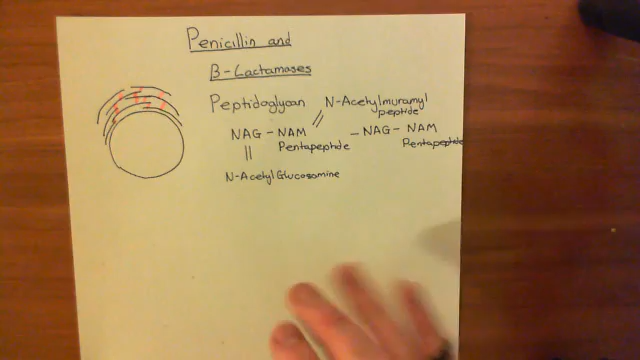 Penicillin and
β-Lactamases
Peptidoglycan
N-Acetylmuramyl
peptide
NAG - NAM - NAG - NAM
Pentapeptide Pentapeptide
N-Acetyl Glucosamine